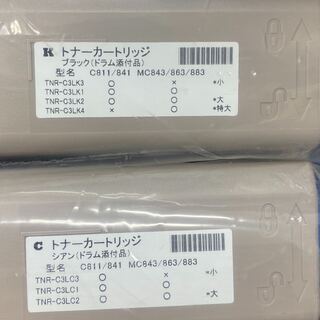 K トナーカートリッジ
ブラック(ドラム添付品)
型名 C811/841 MC843/863/883
TNR-C3LK3 ○ × *小
TNR-C3LK1 ○ ○
TNR-C3LK2 ○ ○ *大
TNR-C3LK4 × ○ *特大
C トナーカートリッジ
シアン(ドラム添付品)
型名 C811/841 MC843/863/883
TNR-C3LC3 ○ × *小
TNR-C3LC1 ○ ○
TNR-C3LC2 ○ ○ *大